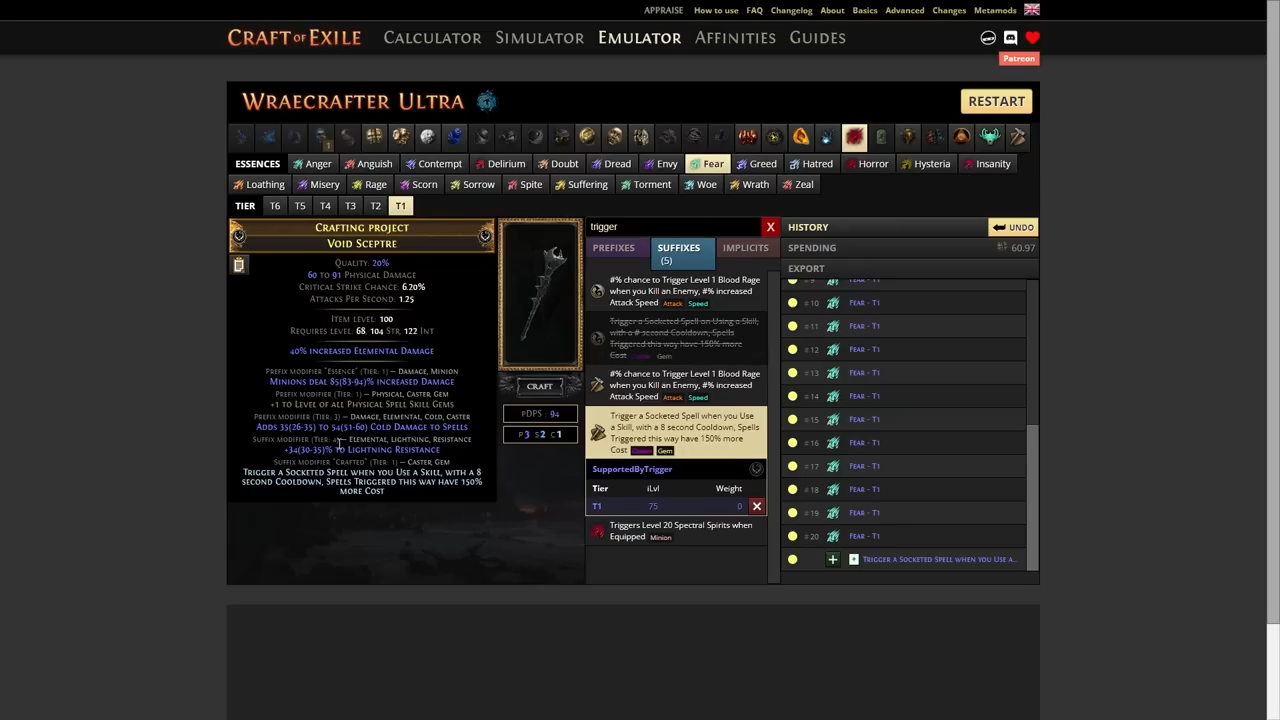 APPRAISE How to use FAQ Changelog About Basics Advanced Changes Metamods
CRAFT OF EXILE CALCULATOR SIMULATOR EMULATOR AFFINITIES GUIDES
Patreon
WRAECRAFTER ULTRA RESTART
1
ESSENCES Anger Anguish Contempt Delirium Doubt Dread Envy Fear Greed Hatred Horror Hysteria Insanity
Loathing Misery Rage Scorn Sorrow Spite Suffering Torment Woe Wrath Zeal
TIER T6 T5 T4 T3 T2 T1
CRAFTING PROJECT
VOID SCEPTRE
QUALITY: 20%
60 TO 91 PHYSICAL DAMAGE
CRITICAL STRIKE CHANCE: 6.20%
ATTACKS PER SECOND: 1.25
ITEM LEVEL: 100
REQUIRES LEVEL: 68, 104 STR, 122 INT
40% INCREASED ELEMENTAL DAMAGE
PREFIX MODIFIER "ESSENCE" (TIER: 1) — DAMAGE, MINION
MINIONS DEAL 85(83-94)% INCREASED DAMAGE
PREFIX MODIFIER (TIER: 1) — PHYSICAL, CASTER, GEM
+1 TO LEVEL OF ALL PHYSICAL SPELL SKILL GEMS
PREFIX MODIFIER (TIER: 3) — DAMAGE, ELEMENTAL, COLD, CASTER
ADDS 35(26-35) TO 54(51-60) COLD DAMAGE TO SPELLS
SUFFIX MODIFIER (TIER: — ELEMENTAL, LIGHTNING, RESISTANCE
+34(30-35)% TO LIGHTNING RESISTANCE
SUFFIX MODIFIER "CRAFTED" (TIER: 1) — CASTER, GEM
TRIGGER A SOCKETED SPELL WHEN YOU USE A SKILL, WITH A 8
SECOND COOLDOWN, SPELLS TRIGGERED THIS WAY HAVE 150%
MORE COST
CRAFT
PDPS : 94
P3 S2 C1
trigger X
PREFIXES SUFFIXES IMPLICITS
(5)
#% chance to Trigger Level 1 Blood Rage
when you Kill an Enemy, #% increased
Attack Speed Attack Speed
Trigger a Socketed Spell on Using a Skill,
with a # second Cooldown, Spells
Triggered this way have 150% more
Cost Gem
#% chance to Trigger Level 1 Blood Rage
when you Kill an Enemy, #% increased
Attack Speed Attack Speed
Trigger a Socketed Spell when you Use
a Skill, with a 8 second Cooldown, Spells
Triggered this way have 150% more
Cost Caster Gem
SupportedByTrigger
Tier iLvl Weight
T1 75 0 X
Triggers Level 20 Spectral Spirits when
Equipped Minion
HISTORY UNDO
SPENDING 60.97
EXPORT
#9 FEAR - T1
#10 FEAR - T1
#11 FEAR - T1
#12 FEAR - T1
#13 FEAR - T1
#14 FEAR - T1
#15 FEAR - T1
#16 FEAR - T1
#17 FEAR - T1
#18 FEAR - T1
#19 FEAR - T1
#20 FEAR - T1
+ TRIGGER A SOCKETED SPELL WHEN YOU USE A...